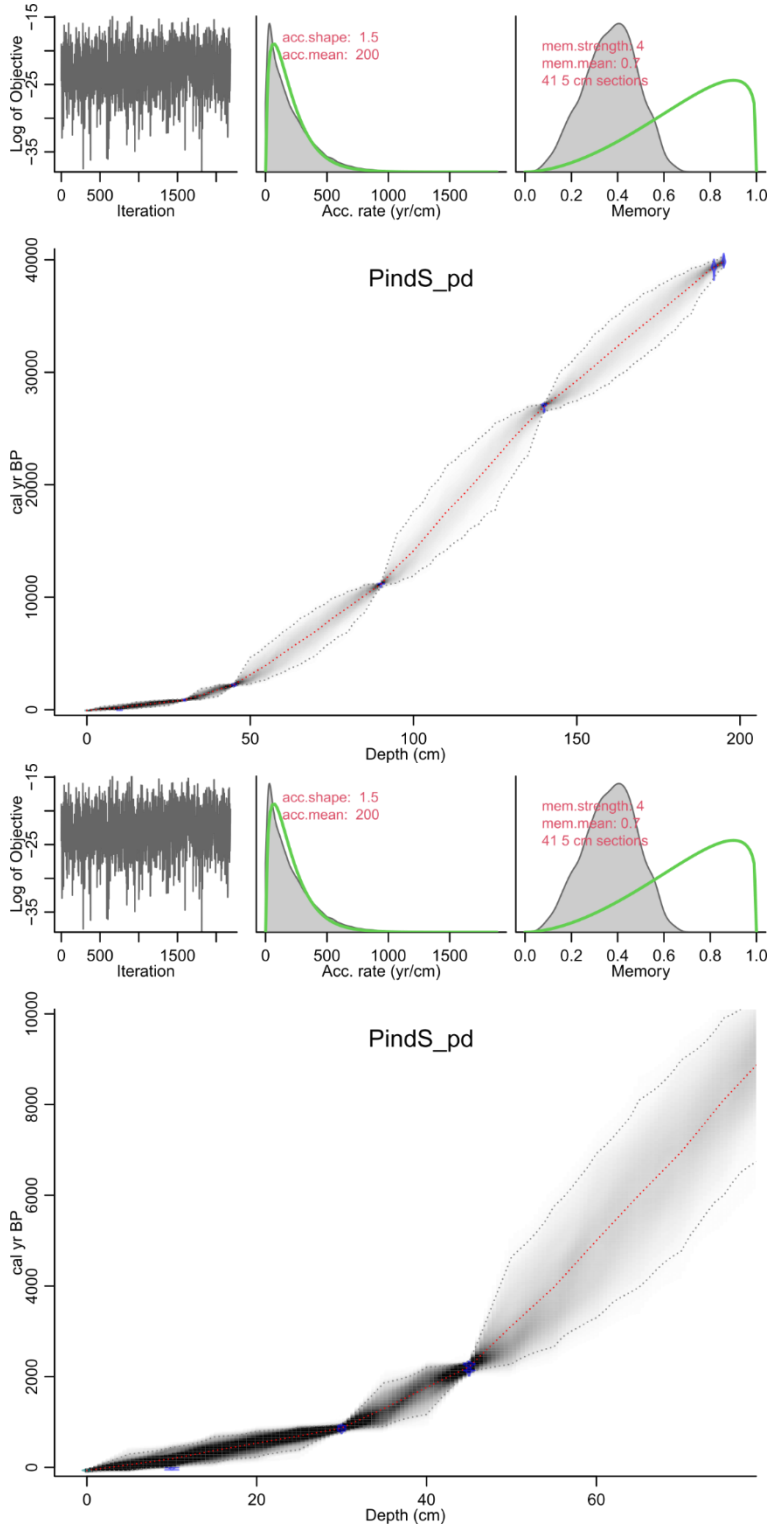 −15
−25
−35
Log of Objective
0 500 1500
Iteration
acc.shape: 1.5
acc.mean: 200
0 500 1000 1500
Acc. rate (yr/cm)
mem.strength: 4
mem.mean: 0.7
41 5 cm sections
0.0 0.2 0.4 0.6 0.8 1.0
Memory
PindS_pd
40000
30000
20000
10000
0
cal yr BP
0 50 100 150 200
Depth (cm)
−15
−25
−35
Log of Objective
0 500 1500
Iteration
acc.shape: 1.5
acc.mean: 200
0 500 1000 1500
Acc. rate (yr/cm)
mem.strength: 4
mem.mean: 0.7
41 5 cm sections
0.0 0.2 0.4 0.6 0.8 1.0
Memory
PindS_pd
10000
8000
6000
4000
2000
0
cal yr BP
0 20 40 60
Depth (cm)